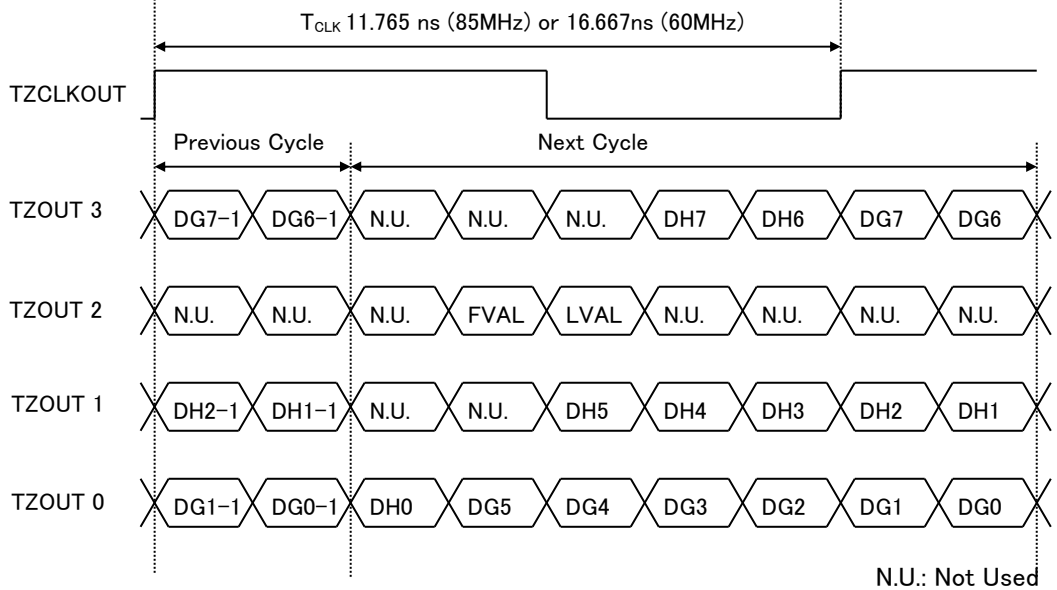 TCLK 11.765 ns (85MHz) or 16.667ns (60MHz)
TZCLKOUT
Previous Cycle Next Cycle
TZOUT 3 DG7-1 DG6-1 N.U. N.U. N.U. DH7 DH6 DG7 DG6
TZOUT 2 N.U. N.U. N.U. FVAL LVAL N.U. N.U. N.U. N.U.
TZOUT 1 DH2-1 DH1-1 N.U. N.U. DH5 DH4 DH3 DH2 DH1
TZOUT 0 DG1-1 DG0-1 DH0 DG5 DG4 DG3 DG2 DG1 DG0
N.U.: Not Used